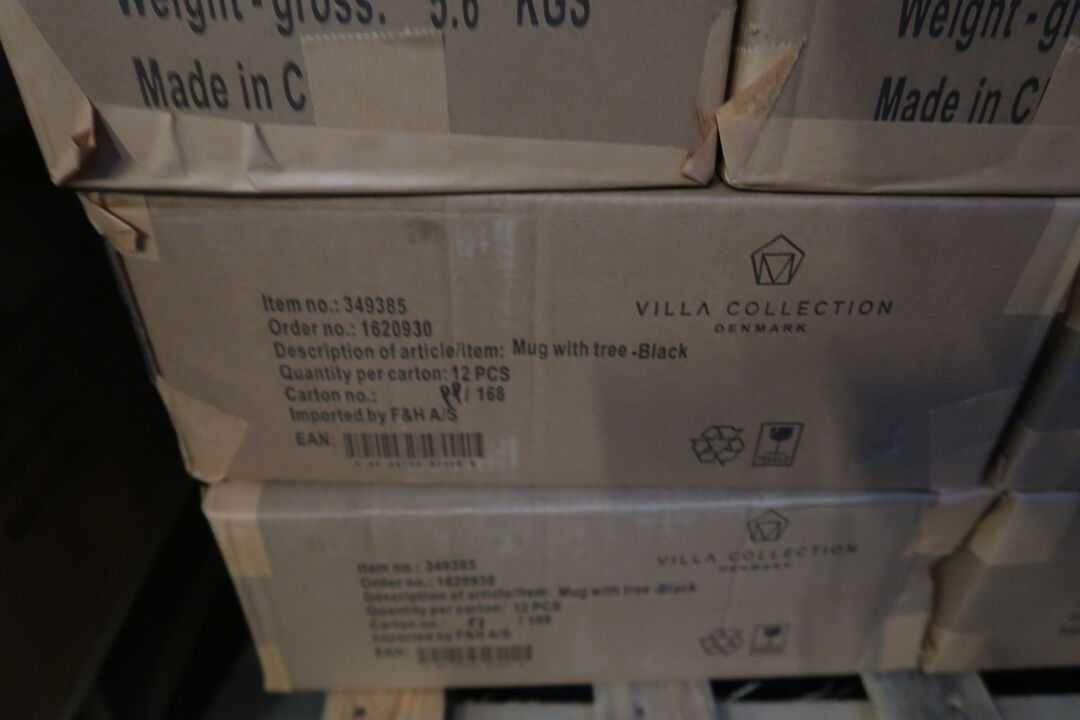 Weight - gross: 5.6 KGS
Made in C
Weight - g
Made in C
Item no.: 349385
Order no.: 1620930
Description of article/item: Mug with tree -Black
Quantity per carton: 12 PCS
Carton no.: / 168
Imported by F&H A/S
EAN:
VILLA COLLECTION
DENMARK
FRAGILE
Item no.: 349385
Order no.: 1620930
Description of article/item: Mug with tree -Black
Quantity per carton: 12 PCS
Carton no.: / 168
Imported by F&H A/S
EAN:
VILLA COLLECTION
DENMARK